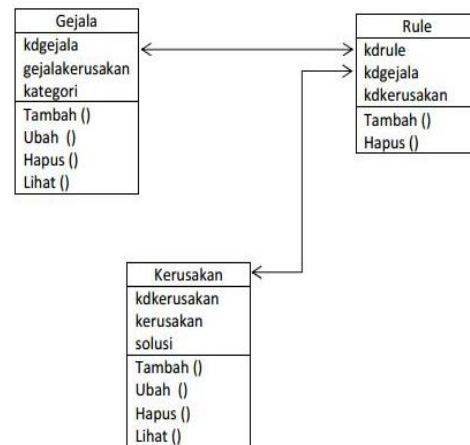 Gejala
kdgejala
gejalakerusakan
kategori
Tambah ()
Ubah ()
Hapus ()
Lihat ()
Rule
kdrule
kdgejala
kdkerusakan
Tambah ()
Hapus ()
Kerusakan
kdkerusakan
kerusakan
solusi
Tambah ()
Ubah ()
Hapus ()
Lihat ()